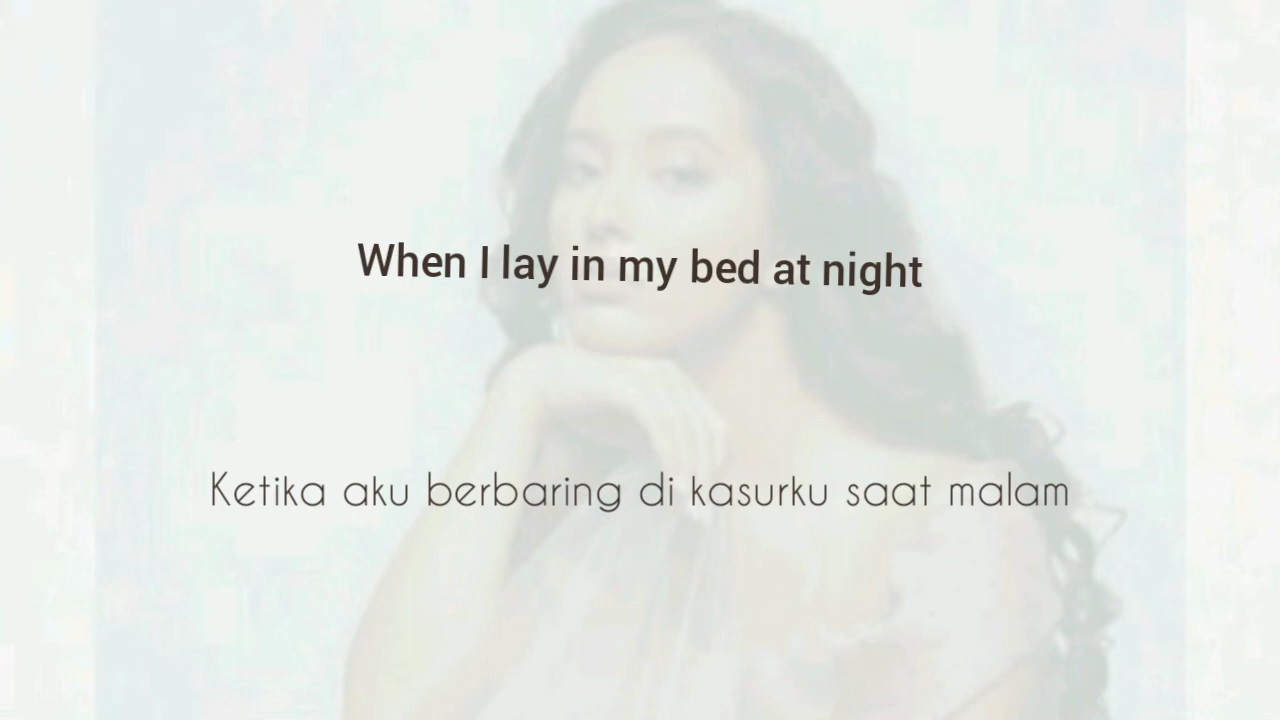 When I lay in my bed at night
Ketika aku berbaring di kasurku saat malam